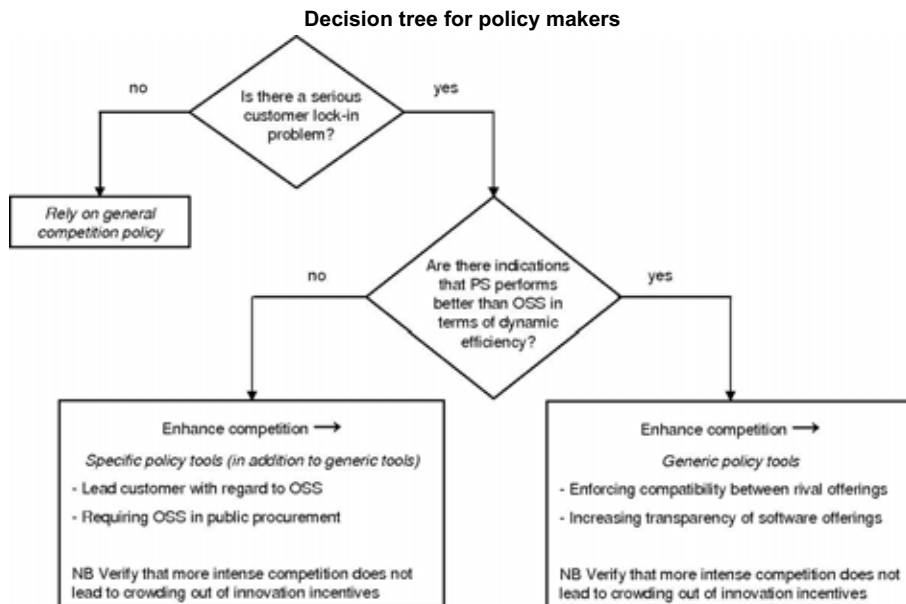 Decision tree for policy makers
no
Is there a serious
customer lock-in
problem?
yes
Rely on general
competition policy
no
Are there indications
that PS performs
better than OSS in
terms of dynamic
efficiency?
yes
Enhance competition →
Specific policy tools (in addition to generic tools)
- Lead customer with regard to OSS
- Requiring OSS in public procurement
NB Verify that more intense competition does not
lead to crowding out of innovation incentives
Enhance competition →
Generic policy tools
- Enforcing compatibility between rival offerings
- Increasing transparency of software offerings
NB Verify that more intense competition does not
lead to crowding out of innovation incentives